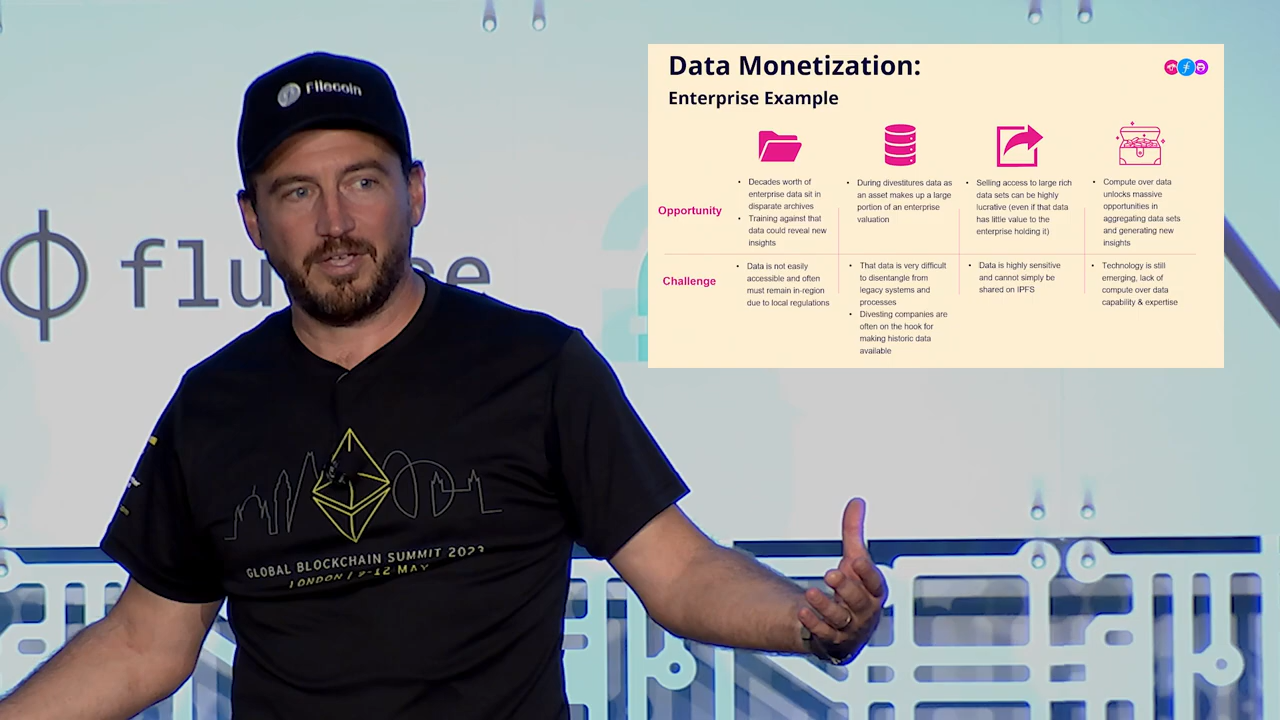 Filecoin
flu ce
GLOBAL BLOCKCHAIN SUMMIT 2023
LONDON / 9-12 MAY
Data Monetization:
Enterprise Example
Opportunity
• Decades worth of
enterprise data sit in
disparate archives
• Training against that
data could reveal new
insights
• During divestitures data as
an asset makes up a large
portion of an enterprise
valuation
• Selling access to large rich
data sets can be highly
lucrative (even if that data
has little value to the
enterprise holding it)
• Compute over data
unlocks massive
opportunities in
aggregating data sets
and generating new
insights
Challenge
• Data is not easily
accessible and often
must remain in-region
due to local regulations
• That data is very difficult
to disentangle from
legacy systems and
processes
• Divesting companies are
often on the hook for
making historic data
available
• Data is highly sensitive
and cannot simply be
shared on IPFS
• Technology is still
emerging, lack of
compute over data
capability & expertise